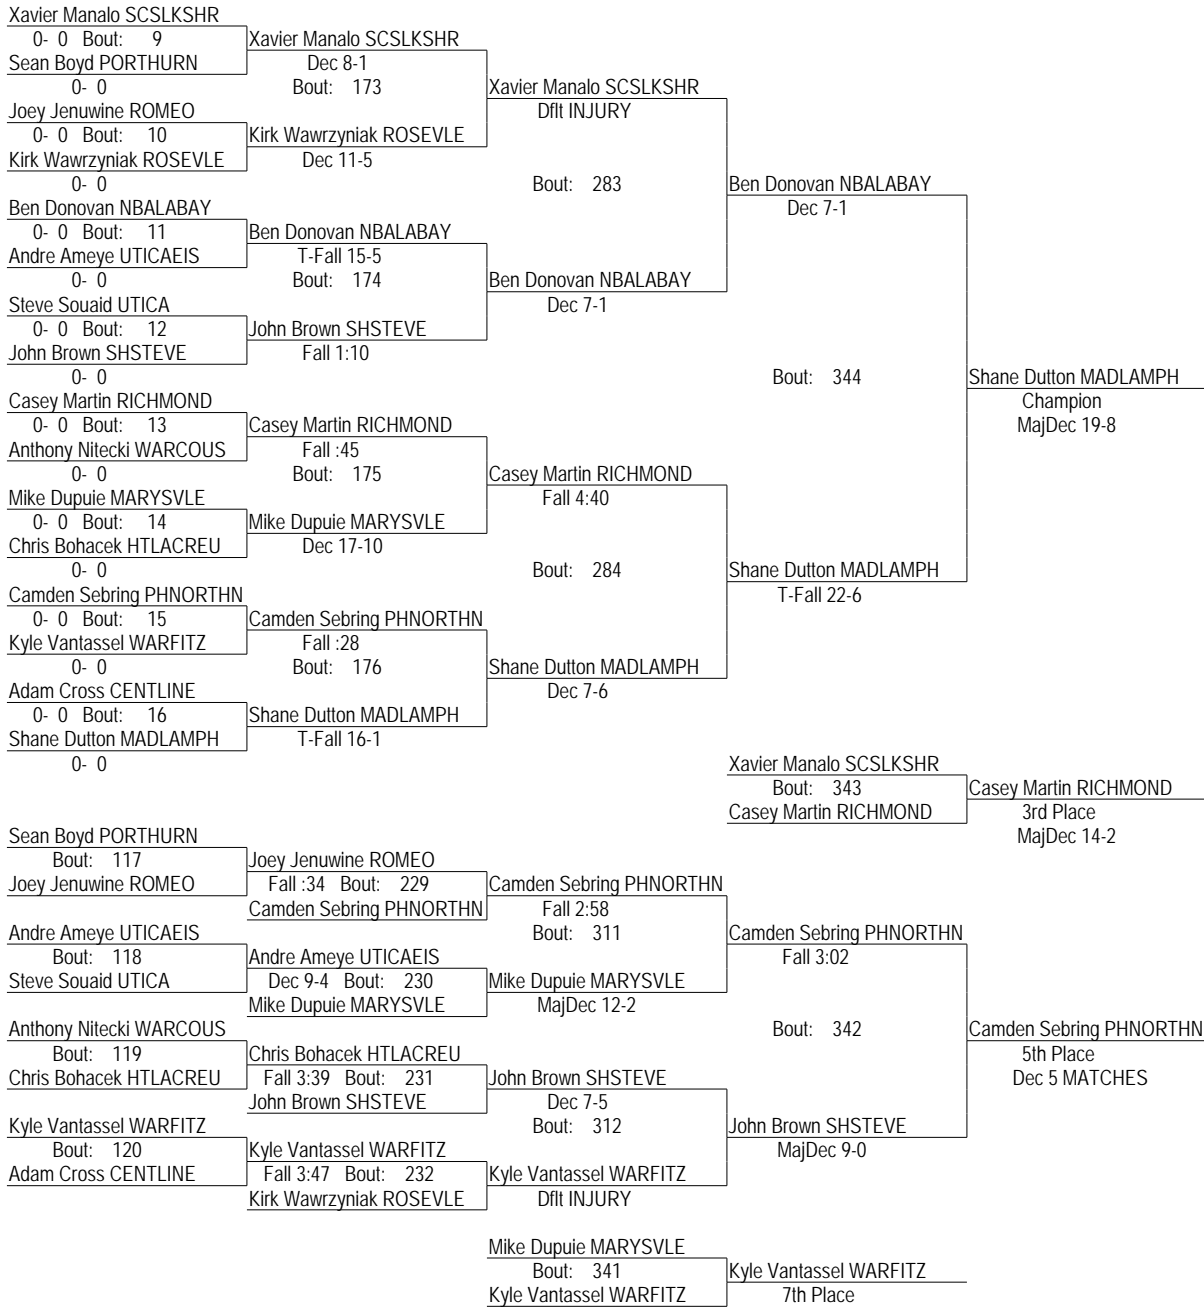 Xavier Manalo SCSLKSHR
0- 0 Bout: 9 Xavier Manalo SCSLKSHR
Sean Boyd PORTHURN Dec 8-1
0- 0 Bout: 173 Xavier Manalo SCSLKSHR
Joey Jenuwine ROMEO Dflt INJURY
0- 0 Bout: 10 Kirk Wawrzyniak ROSEVLE
Kirk Wawrzyniak ROSEVLE Dec 11-5
0- 0 Bout: 283 Ben Donovan NBALABAY
Ben Donovan NBALABAY Dec 7-1
0- 0 Bout: 11 Ben Donovan NBALABAY
Andre Ameye UTICAEIS T-Fall 15-5
0- 0 Bout: 174 Ben Donovan NBALABAY
Steve Souaid UTICA Dec 7-1
0- 0 Bout: 12 John Brown SHSTEVE
John Brown SHSTEVE Fall 1:10
0- 0 Bout: 344 Shane Dutton MADLAMPH
Casey Martin RICHMOND Champion
0- 0 Bout: 13 Casey Martin RICHMOND MajDec 19-8
Anthony Nitecki WARCOUS Fall :45
0- 0 Bout: 175 Casey Martin RICHMOND
Mike Dupuie MARYSVLE Fall 4:40
0- 0 Bout: 14 Mike Dupuie MARYSVLE
Chris Bohacek HTLACREU Dec 17-10
0- 0 Bout: 284 Shane Dutton MADLAMPH
Camden Sebring PHNORTHN T-Fall 22-6
0- 0 Bout: 15 Camden Sebring PHNORTHN
Kyle Vantassel WARFITZ Fall :28
0- 0 Bout: 176 Shane Dutton MADLAMPH
Adam Cross CENTLINE Dec 7-6
0- 0 Bout: 16 Shane Dutton MADLAMPH
Shane Dutton MADLAMPH T-Fall 16-1
0- 0 Xavier Manalo SCSLKSHR
Bout: 343 Casey Martin RICHMOND
Casey Martin RICHMOND 3rd Place
Sean Boyd PORTHURN MajDec 14-2
Bout: 117 Joey Jenuwine ROMEO
Joey Jenuwine ROMEO Fall :34 Bout: 229 Camden Sebring PHNORTHN
Camden Sebring PHNORTHN Fall 2:58
Andre Ameye UTICAEIS Bout: 311 Camden Sebring PHNORTHN
Bout: 118 Andre Ameye UTICAEIS Fall 3:02
Steve Souaid UTICA Dec 9-4 Bout: 230 Mike Dupuie MARYSVLE
Mike Dupuie MARYSVLE MajDec 12-2
Anthony Nitecki WARCOUS Bout: 342 Camden Sebring PHNORTHN
Bout: 119 Chris Bohacek HTLACREU 5th Place
Chris Bohacek HTLACREU Fall 3:39 Bout: 231 John Brown SHSTEVE Dec 5 MATCHES
John Brown SHSTEVE Dec 7-5
Kyle Vantassel WARFITZ Bout: 312 John Brown SHSTEVE
Bout: 120 Kyle Vantassel WARFITZ MajDec 9-0
Adam Cross CENTLINE Fall 3:47 Bout: 232 Kyle Vantassel WARFITZ
Kirk Wawrzyniak ROSEVLE Dflt INJURY
Mike Dupuie MARYSVLE
Bout: 341 Kyle Vantassel WARFITZ
Kyle Vantassel WARFITZ 7th Place